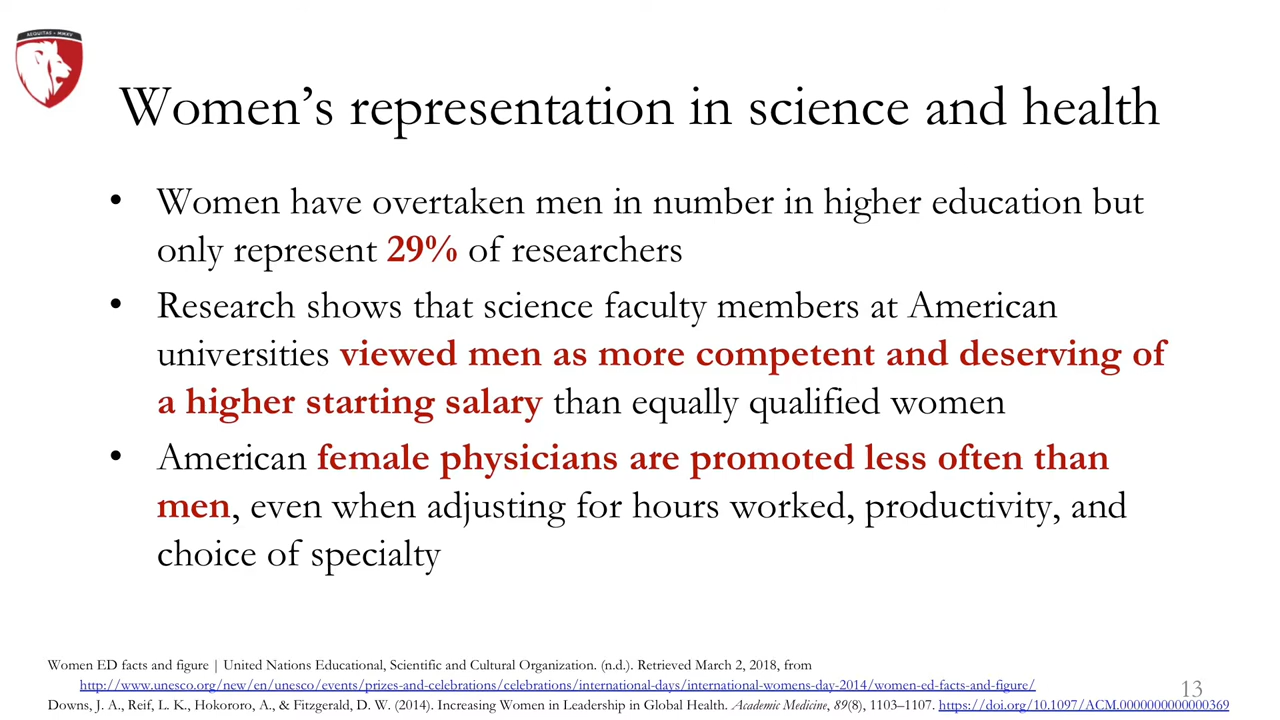 AEQUITAS • MMXV
Women’s representation in science and health
• Women have overtaken men in number in higher education but
only represent 29% of researchers
• Research shows that science faculty members at American
universities viewed men as more competent and deserving of
a higher starting salary than equally qualified women
• American female physicians are promoted less often than
men, even when adjusting for hours worked, productivity, and
choice of specialty
Women ED facts and figure | United Nations Educational, Scientific and Cultural Organization. (n.d.). Retrieved March 2, 2018, from
http://www.unesco.org/new/en/unesco/events/prizes-and-celebrations/celebrations/international-days/international-womens-day-2014/women-ed-facts-and-figure/
13
Downs, J. A., Reif, L. K., Hokororo, A., & Fitzgerald, D. W. (2014). Increasing Women in Leadership in Global Health. Academic Medicine, 89(8), 1103–1107. https://doi.org/10.1097/ACM.0000000000000369